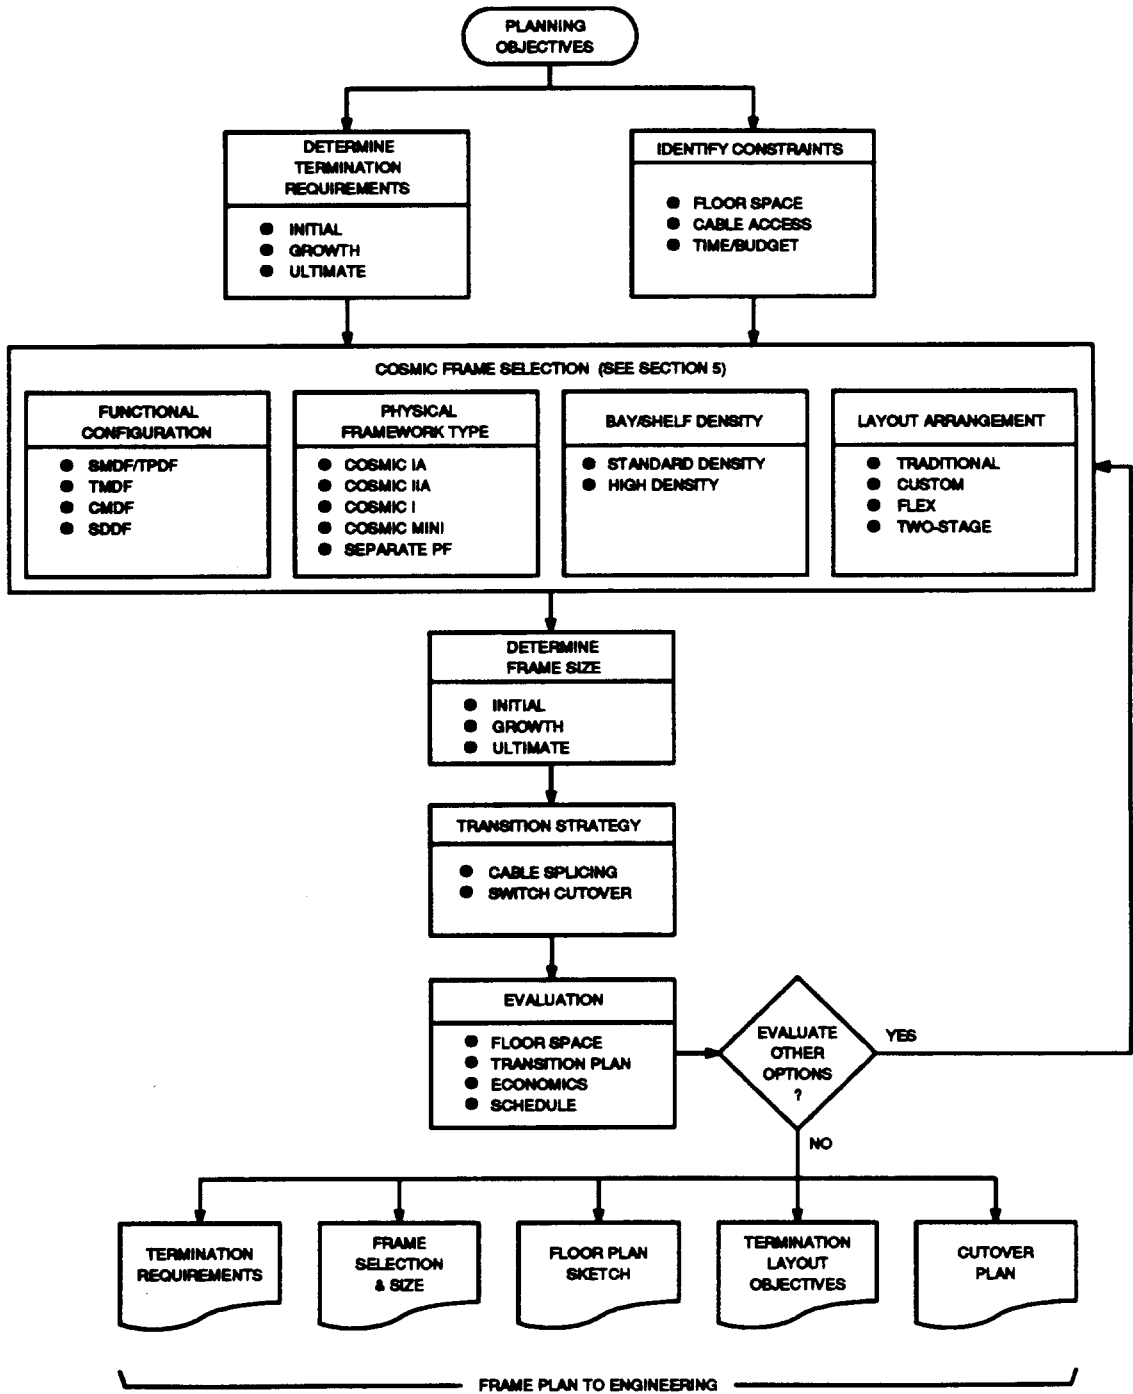 PLANNING
OBJECTIVES
DETERMINE
TERMINATION
REQUIREMENTS
● INITIAL
● GROWTH
● ULTIMATE
IDENTIFY CONSTRAINTS
● FLOOR SPACE
● CABLE ACCESS
● TIME/BUDGET
COSMIC FRAME SELECTION (SEE SECTION 5)
FUNCTIONAL
CONFIGURATION
● SMDF/TPDF
● TMDF
● CMDF
● SDDF
PHYSICAL
FRAMEWORK TYPE
● COSMIC IA
● COSMIC IIA
● COSMIC I
● COSMIC MINI
● SEPARATE PF
BAY/SHELF DENSITY
● STANDARD DENSITY
● HIGH DENSITY
LAYOUT ARRANGEMENT
● TRADITIONAL
● CUSTOM
● FLEX
● TWO-STAGE
DETERMINE
FRAME SIZE
● INITIAL
● GROWTH
● ULTIMATE
TRANSITION STRATEGY
● CABLE SPLICING
● SWITCH CUTOVER
EVALUATION
● FLOOR SPACE
● TRANSITION PLAN
● ECONOMICS
● SCHEDULE
EVALUATE
OTHER
OPTIONS
?
YES
NO
TERMINATION
REQUIREMENTS
FRAME
SELECTION
& SIZE
FLOOR PLAN
SKETCH
TERMINATION
LAYOUT
OBJECTIVES
CUTOVER
PLAN
FRAME PLAN TO ENGINEERING